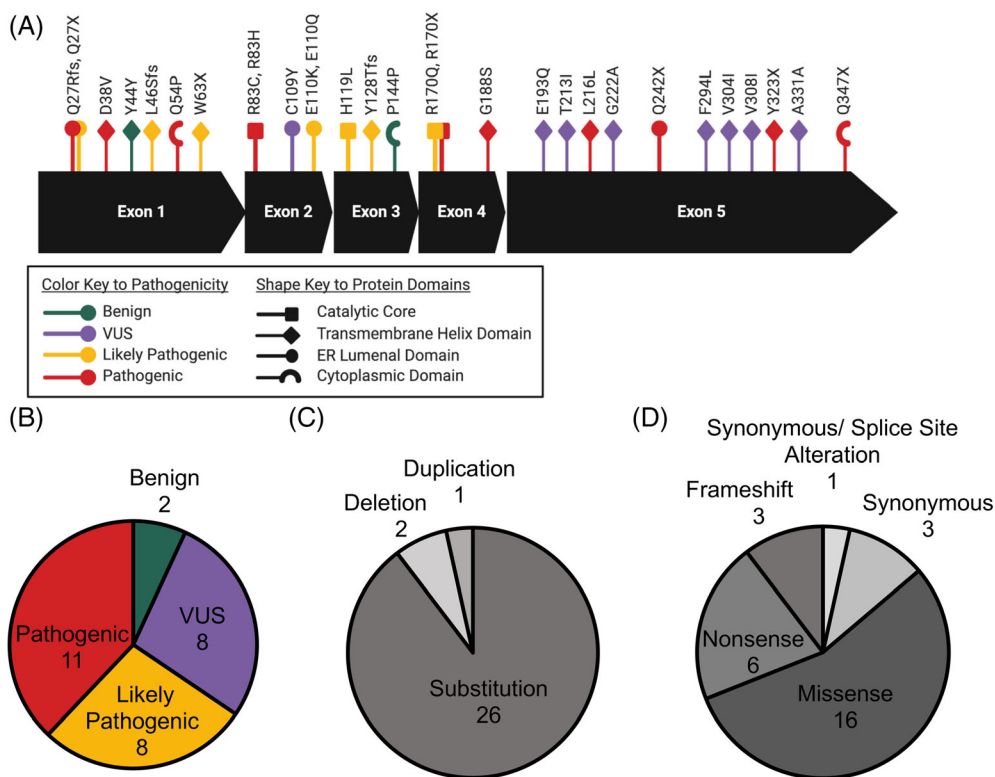 (A)
Q27Rfs, Q27X
D38V
Y44Y
L46Sfs
Q54P
W63X
R83C, R83H
C109Y
E110K, E110Q
H119L
Y128Tfs
P144P
R170Q, R170X
G188S
E193Q
T213I
L216L
G222A
Q242X
F294L
V304I
V308I
Y323X
A331A
Q347X
Exon 1
Exon 2
Exon 3
Exon 4
Exon 5
Color Key to Pathogenicity
Benign
VUS
Likely Pathogenic
Pathogenic
Shape Key to Protein Domains
Catalytic Core
Transmembrane Helix Domain
ER Lumenal Domain
Cytoplasmic Domain
(B)
Benign
2
VUS
8
Likely
Pathogenic
8
Pathogenic
11
(C)
Duplication
1
Deletion
2
Substitution
26
(D)
Synonymous/ Splice Site
Alteration
1
Frameshift
3
Synonymous
3
Nonsense
6
Missense
16